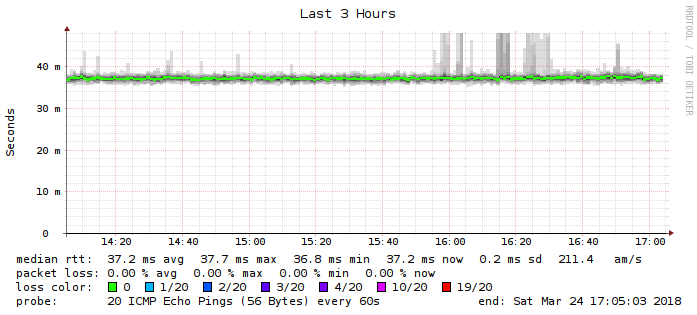 Last 3 Hours
RRDTOOL / TOBI OETIKER
Seconds
40 m
30 m
20 m
10 m
0
14:20 14:40 15:00 15:20 15:40 16:00 16:20 16:40 17:00
median rtt: 37.2 ms avg 37.7 ms max 36.8 ms min 37.2 ms now 0.2 ms sd 211.4 am/s
packet loss: 0.00 % avg 0.00 % max 0.00 % min 0.00 % now
loss color: 0 1/20 2/20 3/20 4/20 10/20 19/20
probe: 20 ICMP Echo Pings (56 Bytes) every 60s end: Sat Mar 24 17:05:03 2018